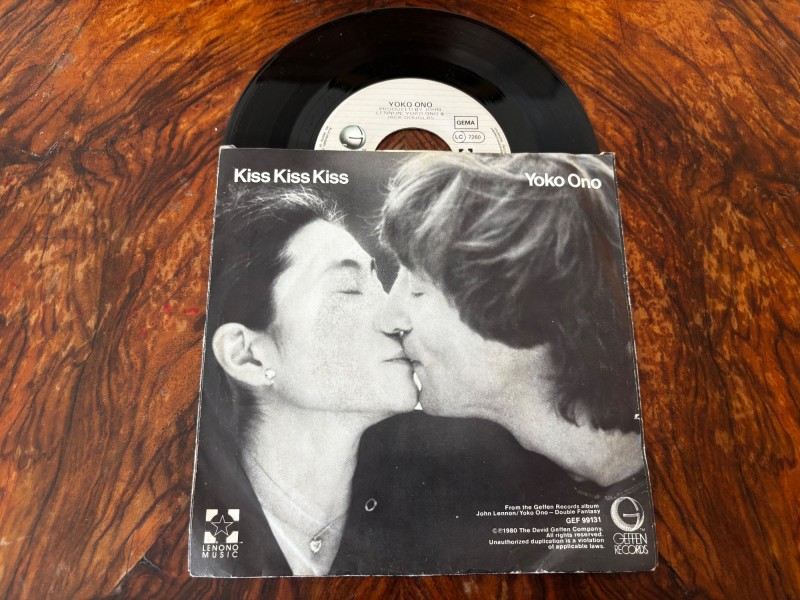 YOKO ONO
PRODUCED BY JOHN
LENNON, YOKO ONO &
JACK DOUGLAS
GEMA
LC 7260
Kiss Kiss Kiss
Yoko Ono
From the Geffen Records album
John Lennon/Yoko Ono – Double Fantasy
GEF 99131
©℗1980 The David Geffen Company.
All rights reserved.
Unauthorized duplication is a violation
of applicable laws.
LENONO
MUSIC
GEFFEN
RECORDS